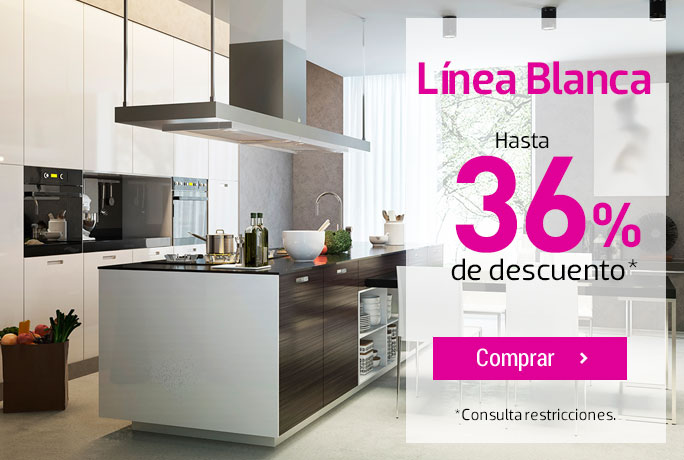 Línea Blanca
Hasta
36%
de descuento*
Comprar >
*Consulta restricciones.